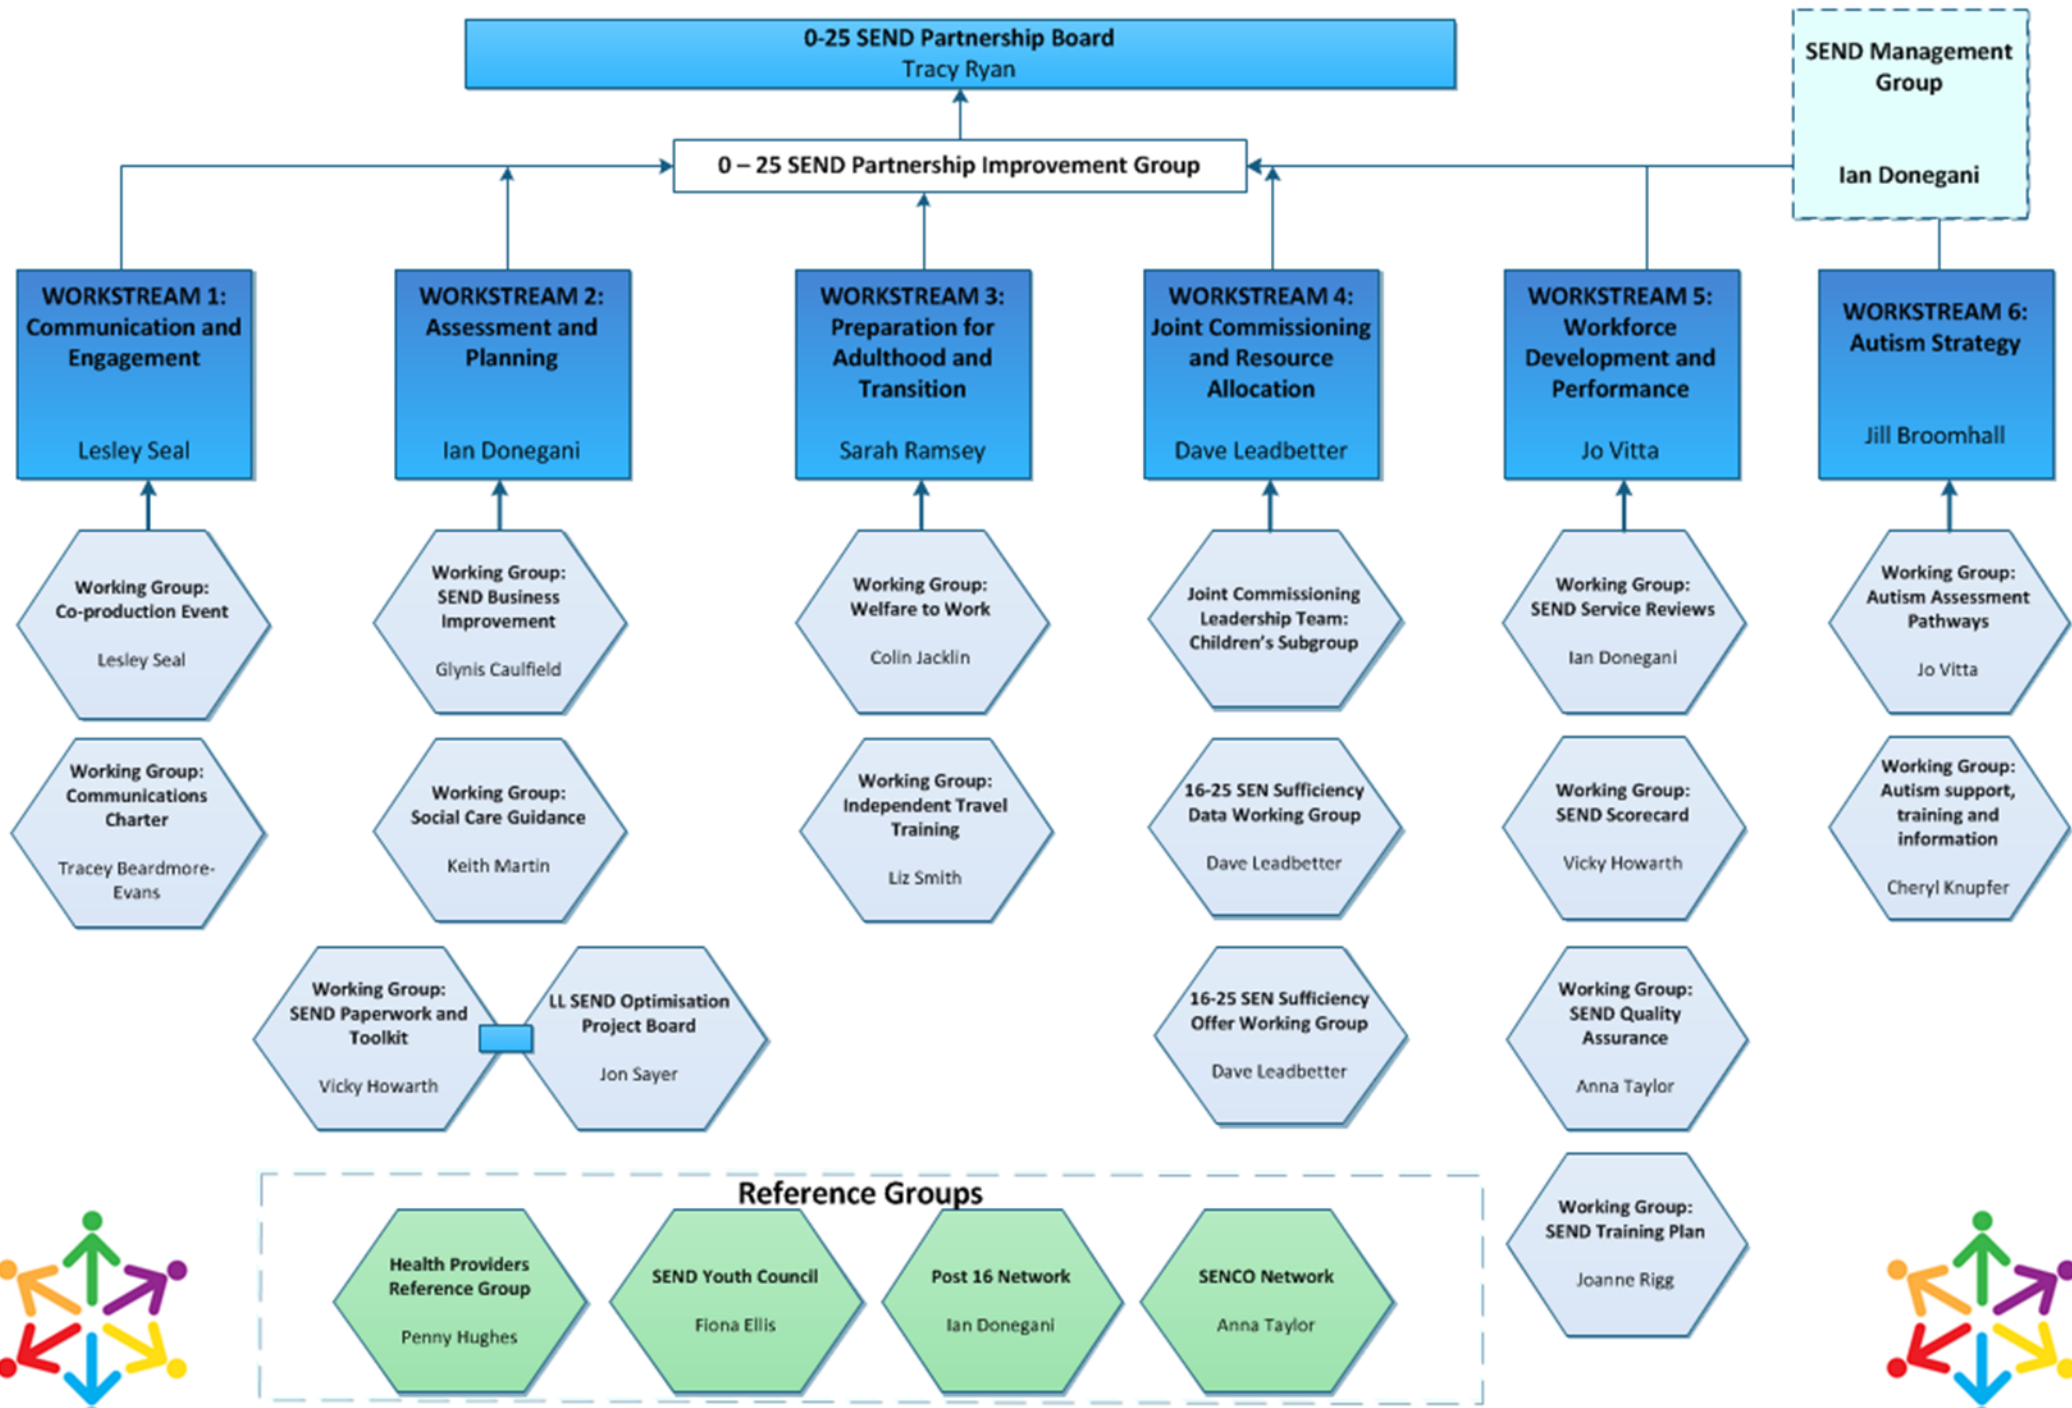 0-25 SEND Partnership Board
Tracy Ryan
SEND Management
Group
Ian Donegani
0 – 25 SEND Partnership Improvement Group
WORKSTREAM 1:
Communication and
Engagement
Lesley Seal
WORKSTREAM 2:
Assessment and
Planning
Ian Donegani
WORKSTREAM 3:
Preparation for
Adulthood and
Transition
Sarah Ramsey
WORKSTREAM 4:
Joint Commissioning
and Resource
Allocation
Dave Leadbetter
WORKSTREAM 5:
Workforce
Development and
Performance
Jo Vitta
WORKSTREAM 6:
Autism Strategy
Jill Broomhall
Working Group:
Co-production Event
Lesley Seal
Working Group:
SEND Business
Improvement
Glynis Caulfield
Working Group:
Welfare to Work
Colin Jacklin
Joint Commissioning
Leadership Team:
Children’s Subgroup
Working Group:
SEND Service Reviews
Ian Donegani
Working Group:
Autism Assessment
Pathways
Jo Vitta
Working Group:
Communications
Charter
Tracey Beardmore-
Evans
Working Group:
Social Care Guidance
Keith Martin
Working Group:
Independent Travel
Training
Liz Smith
16-25 SEN Sufficiency
Data Working Group
Dave Leadbetter
Working Group:
SEND Scorecard
Vicky Howarth
Working Group:
Autism support,
training and
information
Cheryl Knupfer
Working Group:
SEND Paperwork and
Toolkit
Vicky Howarth
LL SEND Optimisation
Project Board
Jon Sayer
16-25 SEN Sufficiency
Offer Working Group
Dave Leadbetter
Working Group:
SEND Quality
Assurance
Anna Taylor
Working Group:
SEND Training Plan
Joanne Rigg
Reference Groups
Health Providers
Reference Group
Penny Hughes
SEND Youth Council
Fiona Ellis
Post 16 Network
Ian Donegani
SENCO Network
Anna Taylor